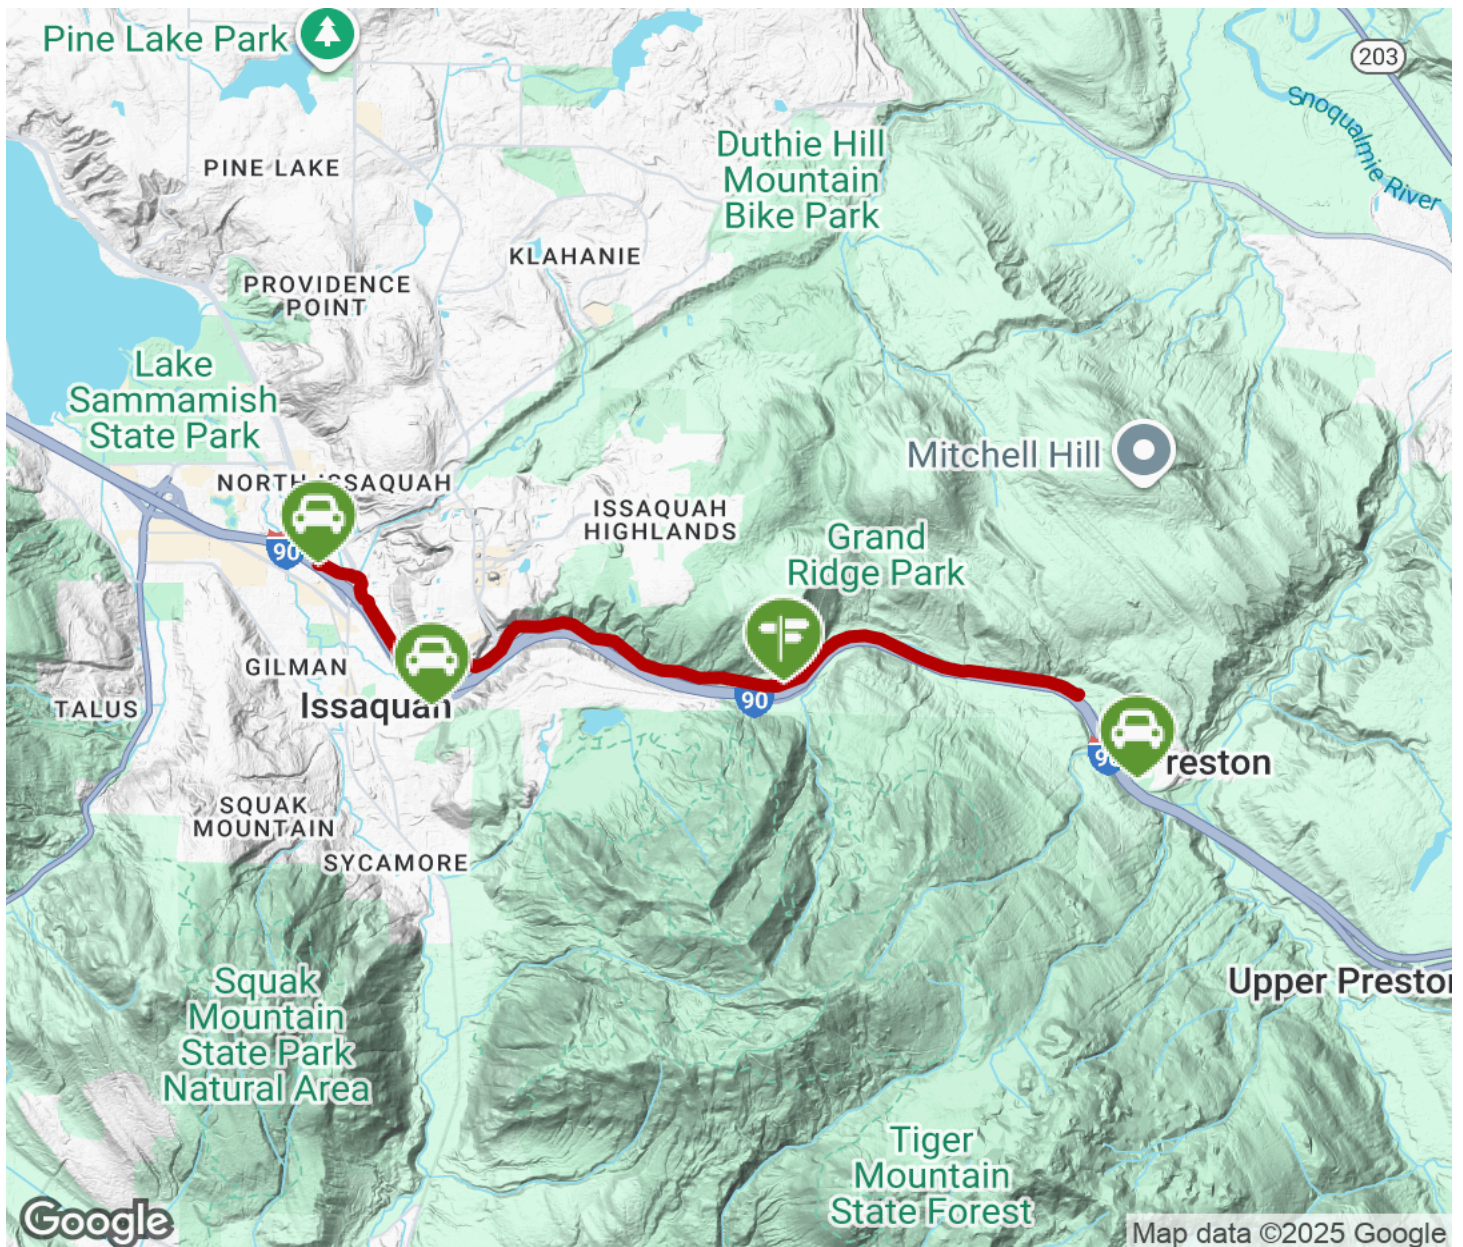 Pine Lake Park
203
Snoqualmie River
Duthie Hill
Mountain
Bike Park
PINE LAKE
KLAHANIE
PROVIDENCE
POINT
Lake
Sammamish
State Park
Mitchell Hill
NORTH ISSAQUAH
ISSAQUAH
HIGHLANDS
Grand
Ridge Park
90
GILMAN
Issaquah
TALUS
90
90
reston
SQUAK
MOUNTAIN
SYCAMORE
Squak
Mountain
State Park
Natural Area
Upper Preston
Tiger
Mountain
State Forest
Google
Map data ©2025 Google